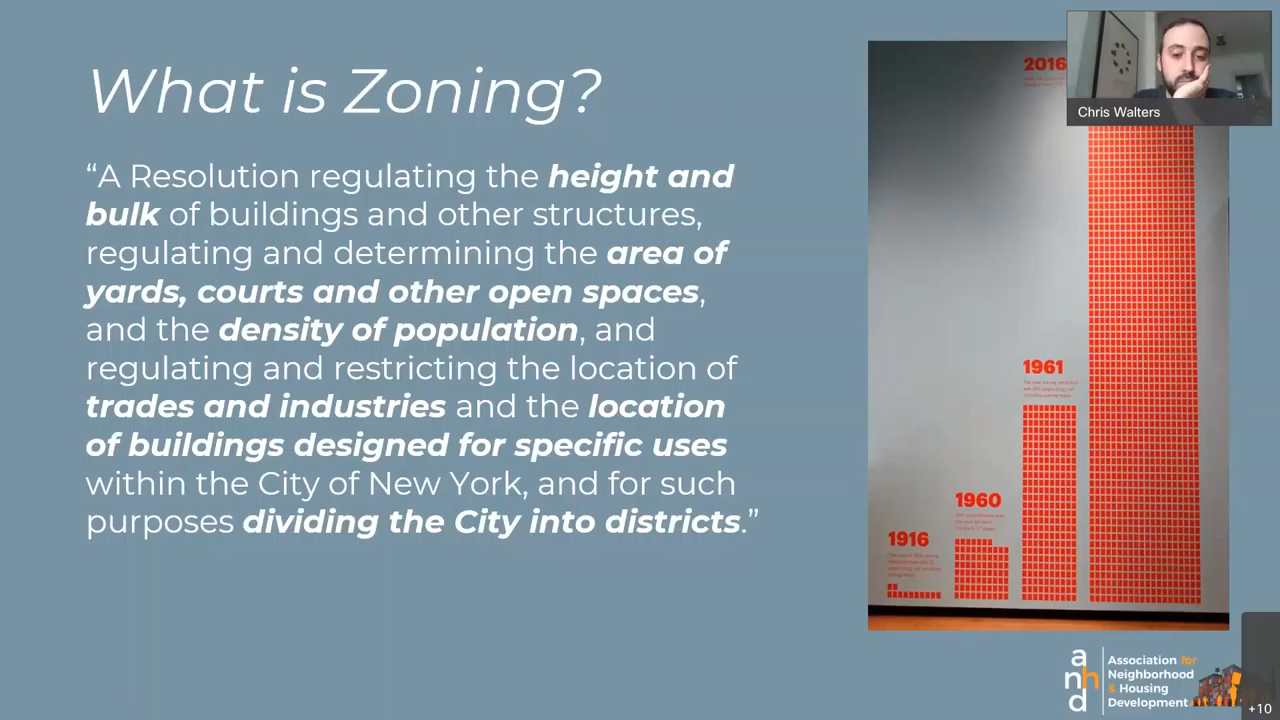 What is Zoning?
“A Resolution regulating the height and
bulk of buildings and other structures,
regulating and determining the area of
yards, courts and other open spaces,
and the density of population, and
regulating and restricting the location of
trades and industries and the location
of buildings designed for specific uses
within the City of New York, and for such
purposes dividing the City into districts.”
2016
Chris Walters
1961
1960
1916
anhd
Association for
Neighborhood
& Housing
Development
+10